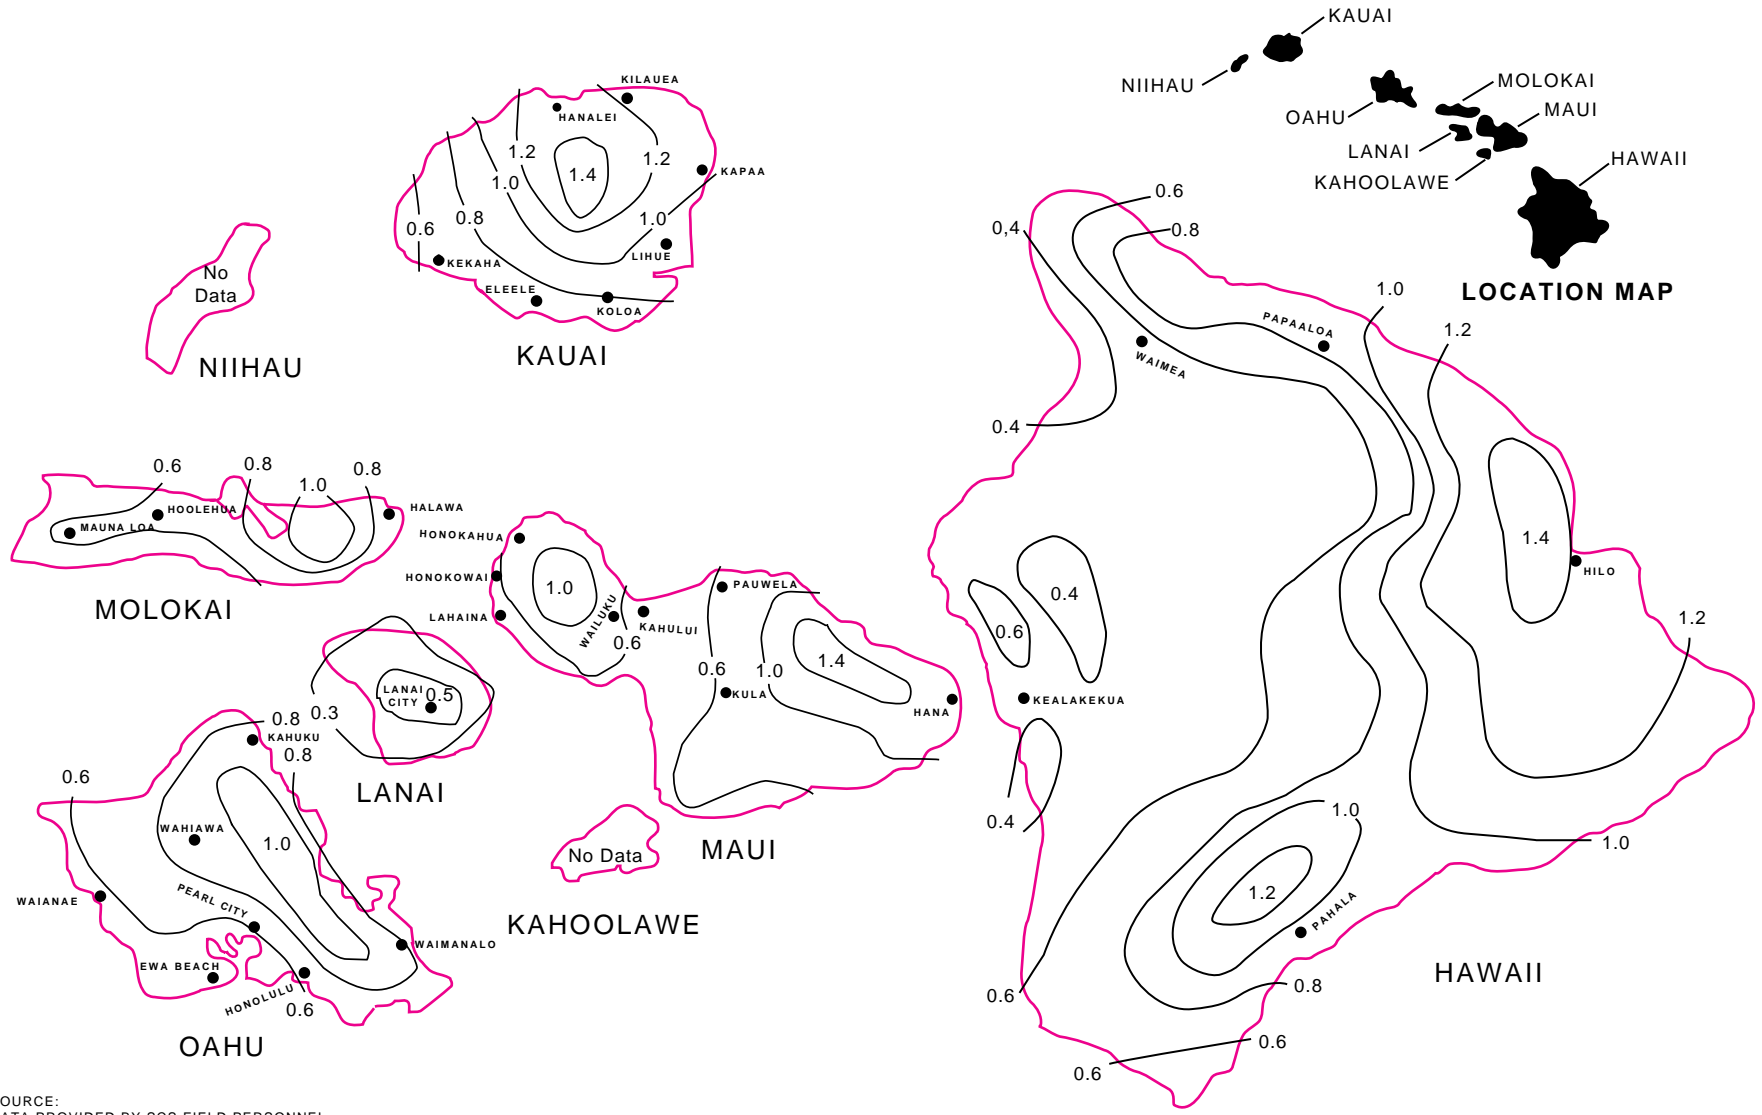 KAUAI
NIIHAU
MOLOKAI
OAHU
MAUI
LANAI
KAHOOLAWE
HAWAII
LOCATION MAP
KILAUEA
HANALEI
1.2
1.2
1.4
1.0
KAPAA
0.8
1.0
0.6
LIHUE
KEKAHA
ELEELE
KOLOA
KAUAI
No
Data
NIIHAU
0.6
0.8
0.8
1.0
HOOLEHUA
MAUNA LOA
HALAWA
MOLOKAI
HONOKAHUA
HONOKOWAI
LAHAINA
1.0
WAILUKU
KAHULUI
0.6
PAUWELA
0.6
1.0
1.4
KULA
HANA
MAUI
LANAI
CITY
0.5
0.3
LANAI
No Data
KAHOOLAWE
0.8
KAHUKU
0.8
0.6
WAHIAWA
1.0
PEARL CITY
WAIANAE
WAIMANALO
EWA BEACH
HONOLULU
0.6
OAHU
0.6
0.8
0,4
1.0
1.2
PAPAALOA
WAIMEA
0.4
1.4
HILO
0.4
0.6
1.2
KEALAKEKUA
0.4
1.0
1.0
1.2
PAHALA
0.6
0.8
0.6
0.6
HAWAII
OURCE:
ATA PROVIDED BY SCS FIELD PERSONNEL